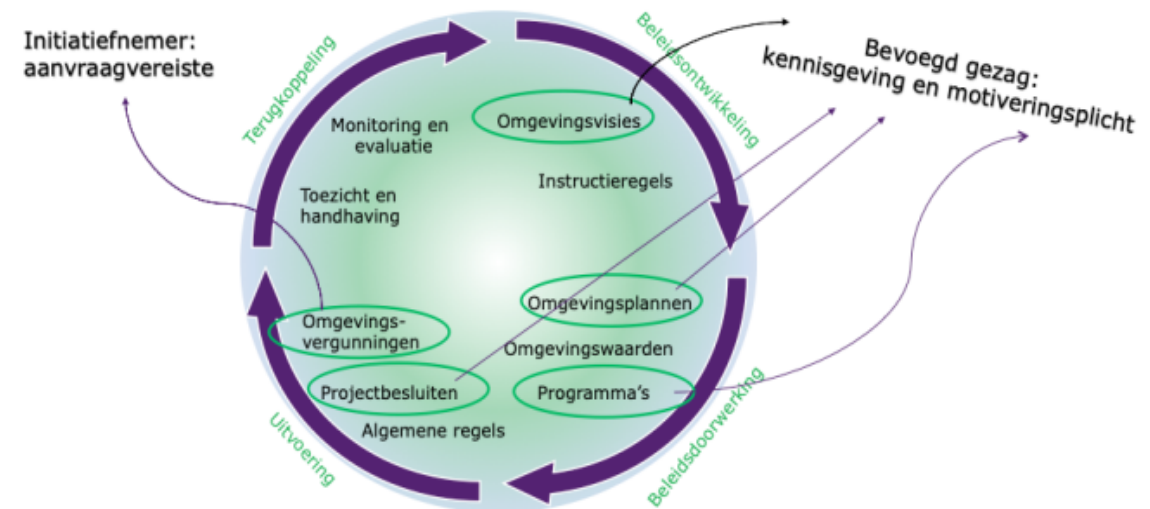 Initiatiefnemer:
aanvraagvereiste
Terugkoppeling
Beleidsontwikkeling
Bevoegd gezag:
kennisgeving en motiveringsplicht
Monitoring en
evaluatie
Omgevingsvisies
Toezicht en
handhaving
Instructieregels
Omgevings-
vergunningen
Omgevingsplannen
Omgevingswaarden
Projectbesluiten
Programma's
Algemene regels
Uitvoering
Beleidsdoorwerking